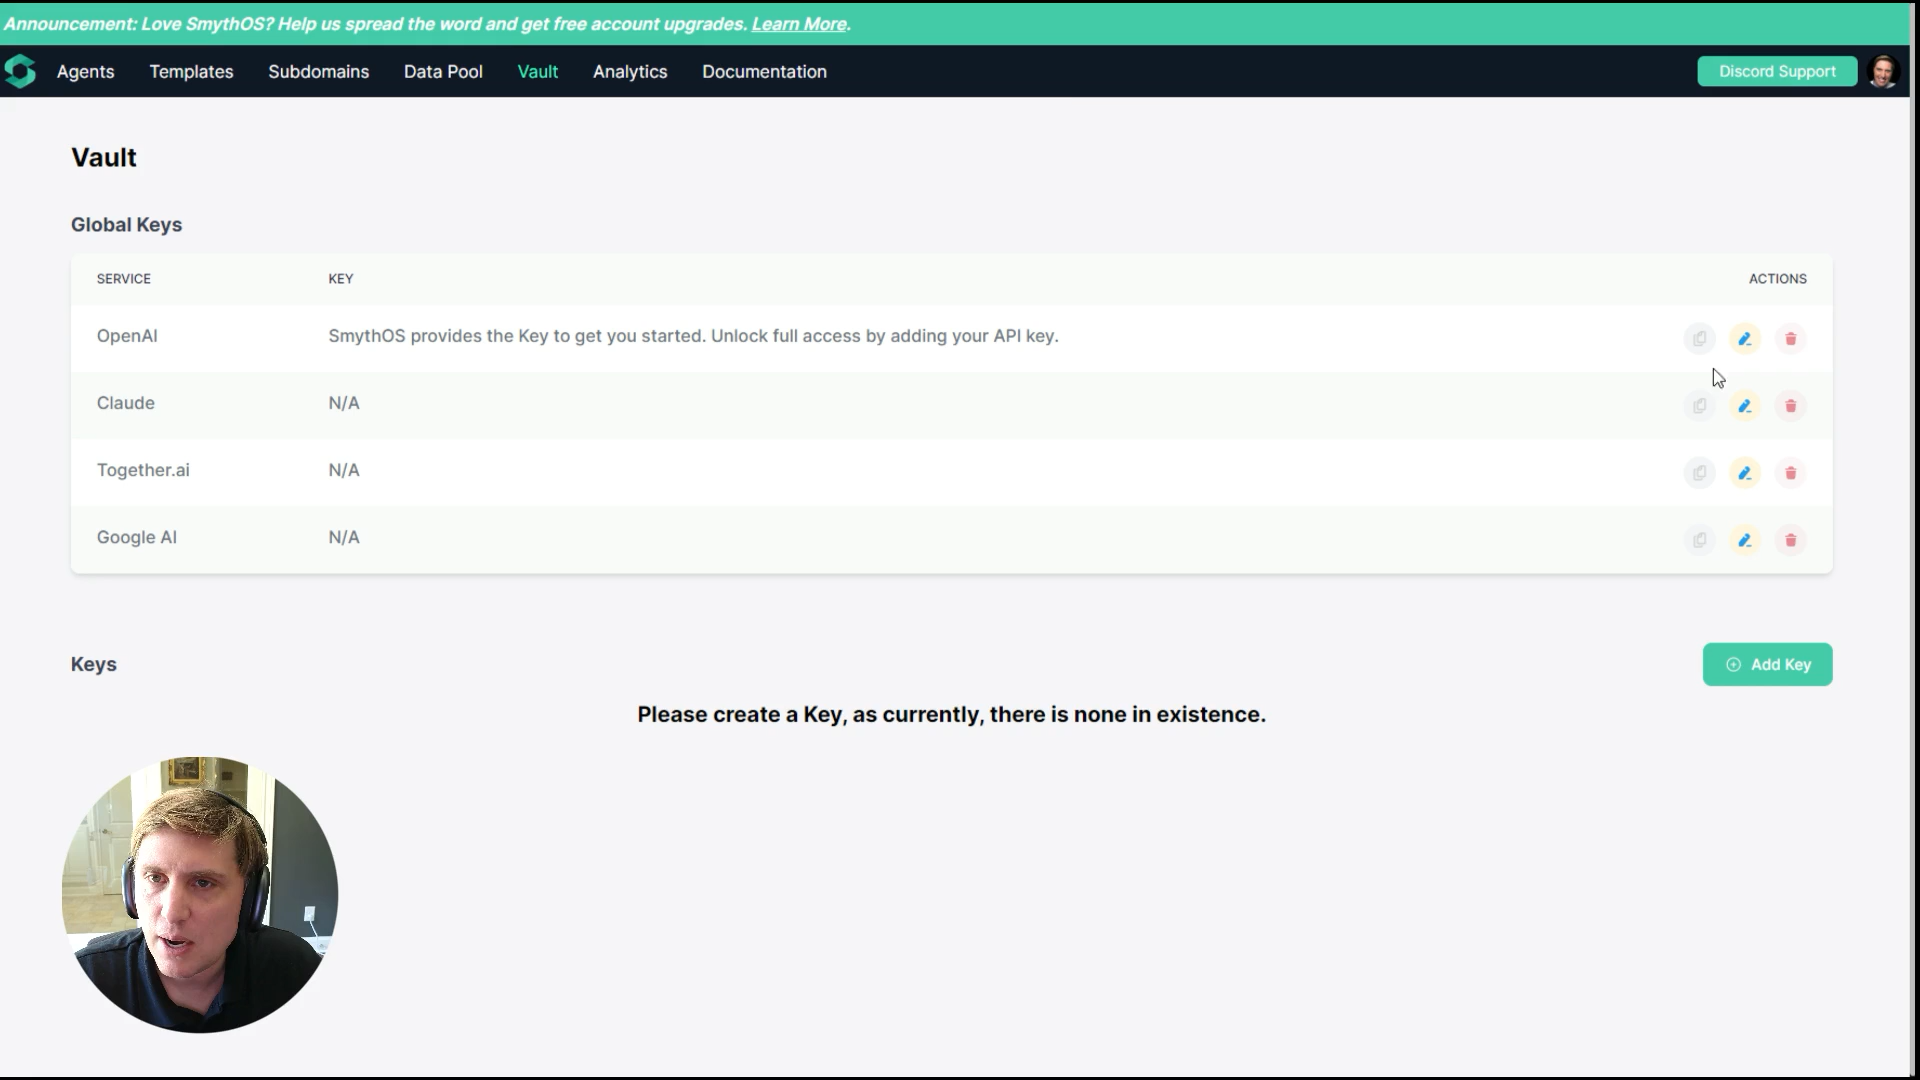 Announcement: Love SmythOS? Help us spread the word and get free account upgrades. Learn More.
Agents Templates Subdomains Data Pool Vault Analytics Documentation Discord Support
Vault
Global Keys
SERVICE KEY ACTIONS
OpenAI SmythOS provides the Key to get you started. Unlock full access by adding your API key.
Claude N/A
Together.ai N/A
Google AI N/A
Keys Add Key
Please create a Key, as currently, there is none in existence.